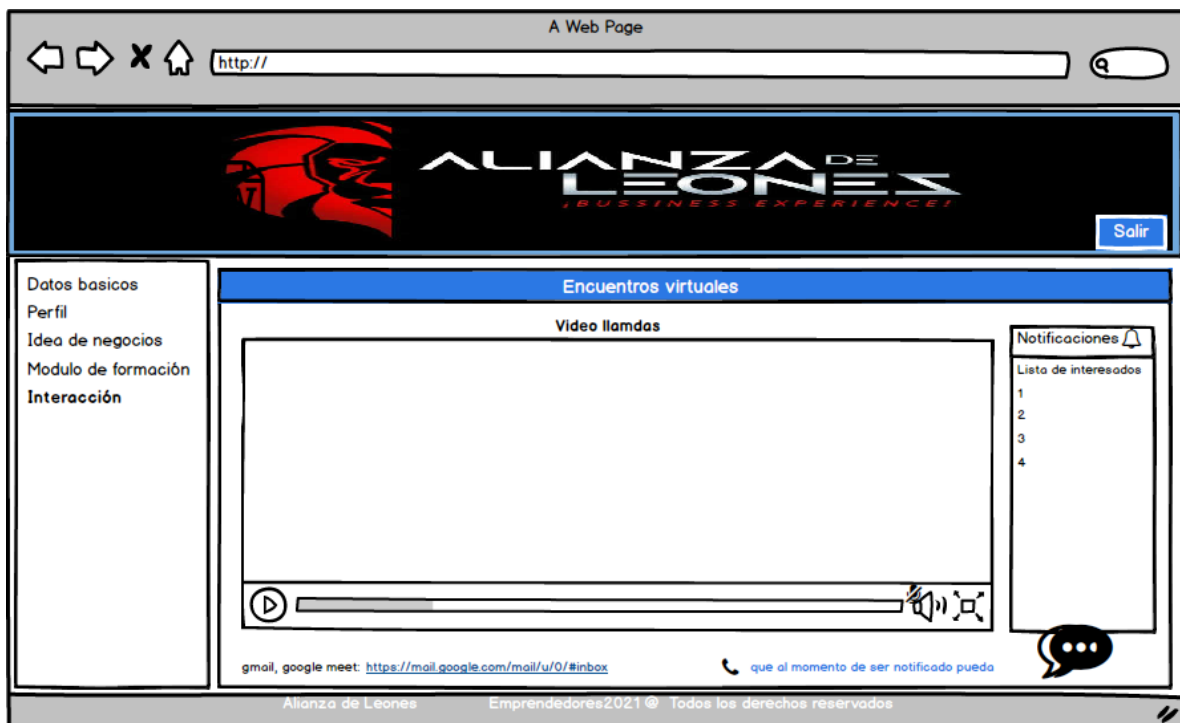 A Web Page
http://
ALIANZA DE
LEONES
¡BUSSINESS EXPERIENCE!
Salir
Datos basicos
Perfil
Idea de negocios
Modulo de formación
Interacción
Encuentros virtuales
Video llamdas
Notificaciones
Lista de interesados
1
2
3
4
gmail, google meet: https://mail.google.com/mail/u/0/#inbox
que al momento de ser notificado pueda
Alianza de Leones Emprendedores2021@ Todos los derechos reservados